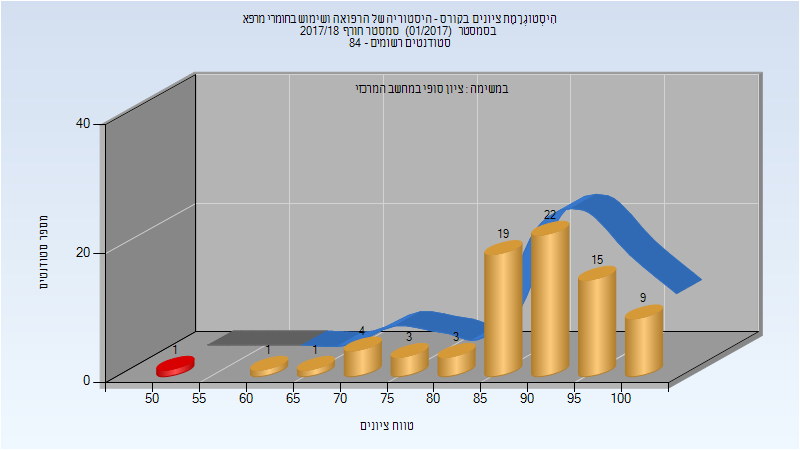 הִיסְטוֹגְרָמַת ציונים בקורס - היסטוריה של הרפואה ושימוש בחומרי מרפא
בסמסטר (01/2017) סמסטר חורף 2017/18
סטודנטים רשומים - 84
במשימה : ציון סופי במחשב המרכזי
מספר סטודנטים
40
20
0
1
1
1
4
3
3
19
22
15
9
50 55 60 65 70 75 80 85 90 95 100
טווח ציונים